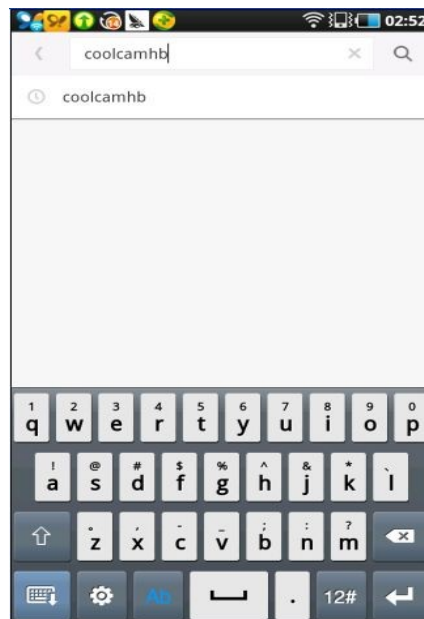 02:52
coolcamhb
coolcamhb
1 2 3 4 5 6 7 8 9 0
q w e r t y u i o p
! @ # $ % ^ & * `
a s d f g h j k l
° , - _ ; : ?
z x c v b n m
Ab . 12#